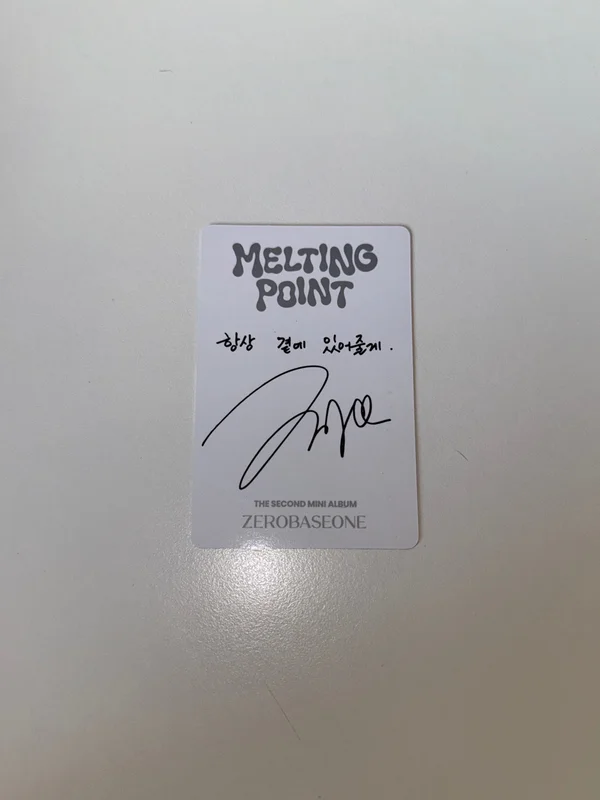 MELTING
POINT
항상 곁에 있어줄게.
THE SECOND MINI ALBUM
ZEROBASEONE